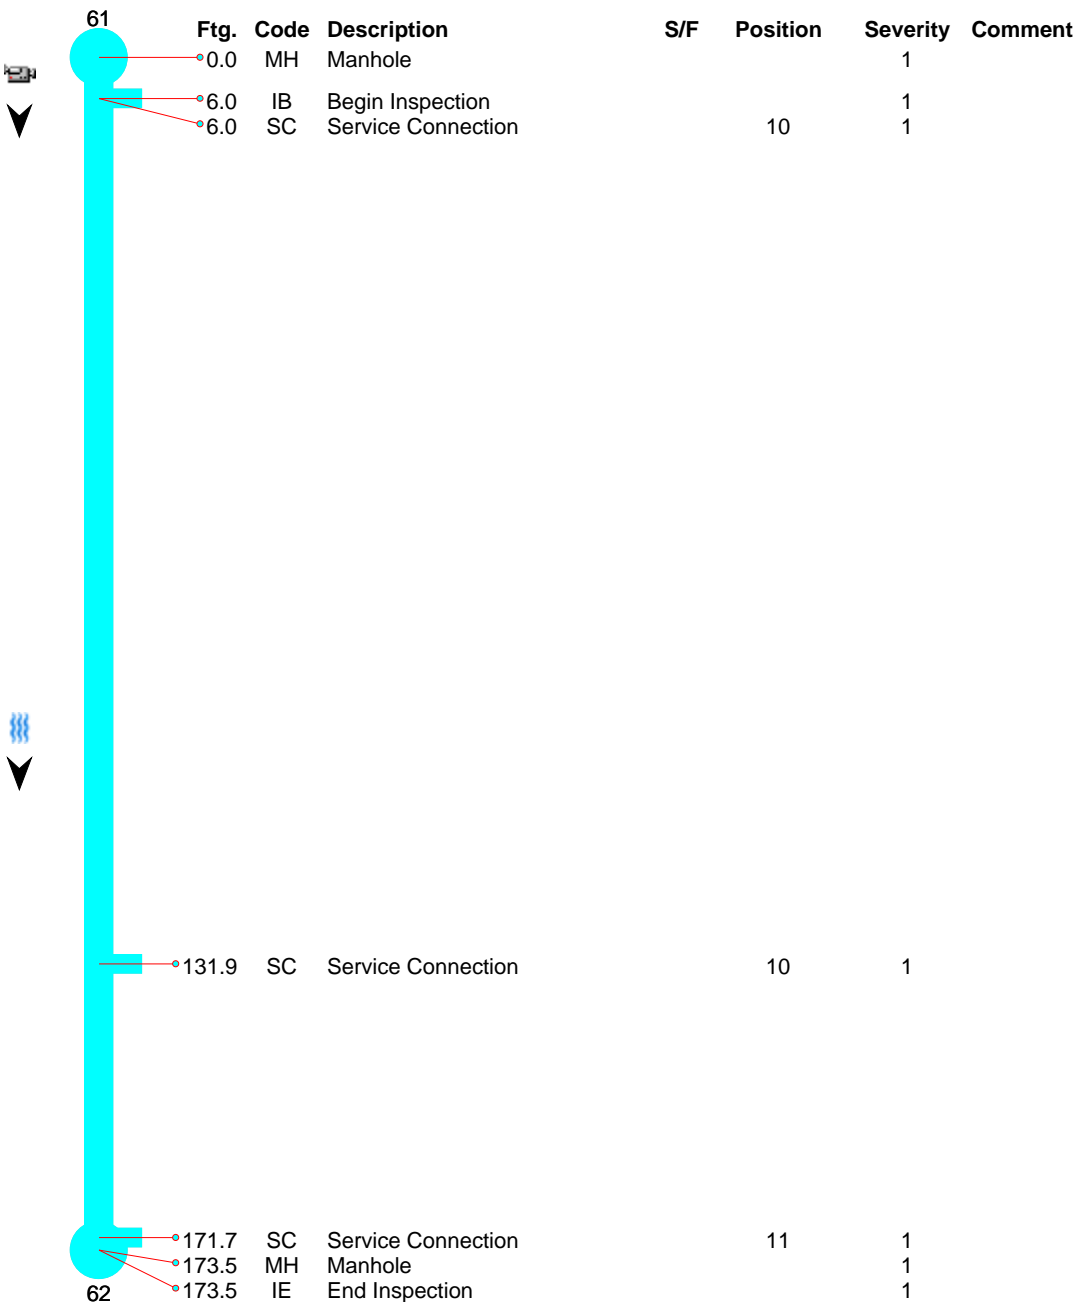 61
Ftg. Code Description S/F Position Severity Comment
0.0 MH Manhole 1
6.0 IB Begin Inspection 1
6.0 SC Service Connection 10 1
131.9 SC Service Connection 10 1
171.7 SC Service Connection 11 1
173.5 MH Manhole 1
173.5 IE End Inspection 1
62